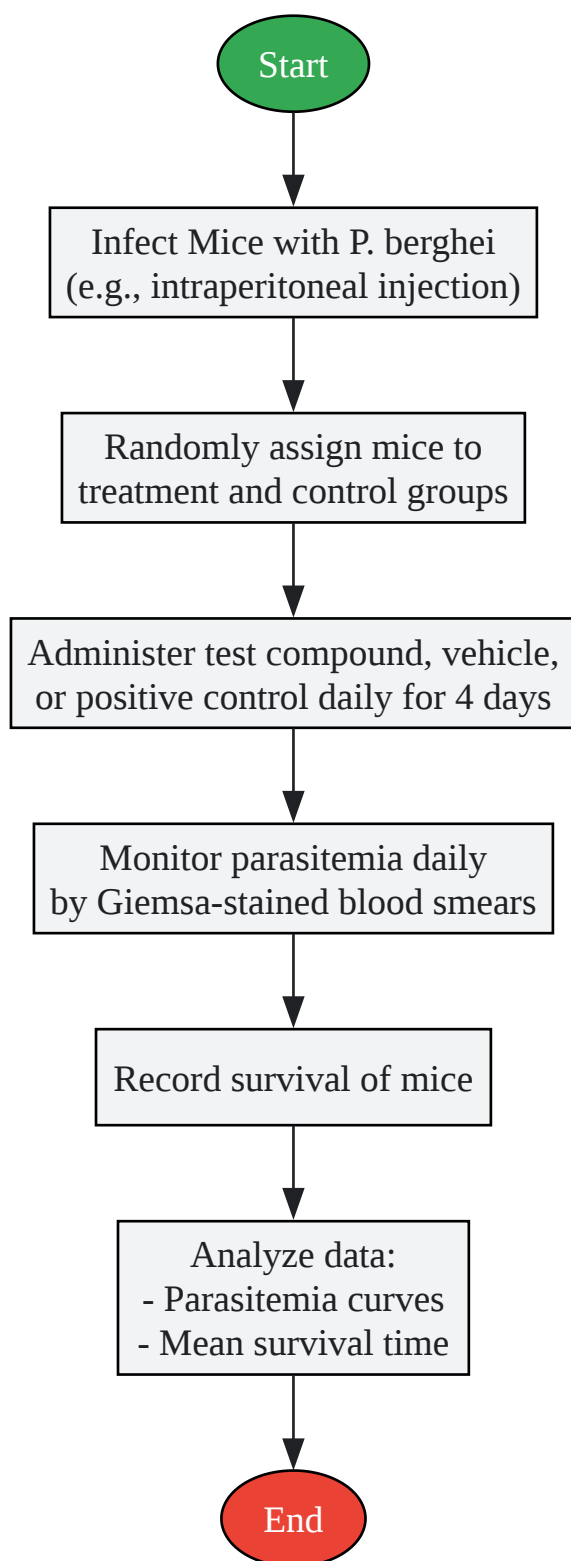 Start
Infect Mice with P. berghei
(e.g., intraperitoneal injection)
Randomly assign mice to
treatment and control groups
Administer test compound, vehicle,
or positive control daily for 4 days
Monitor parasitemia daily
by Giemsa-stained blood smears
Record survival of mice
Analyze data:
- Parasitemia curves
- Mean survival time
End